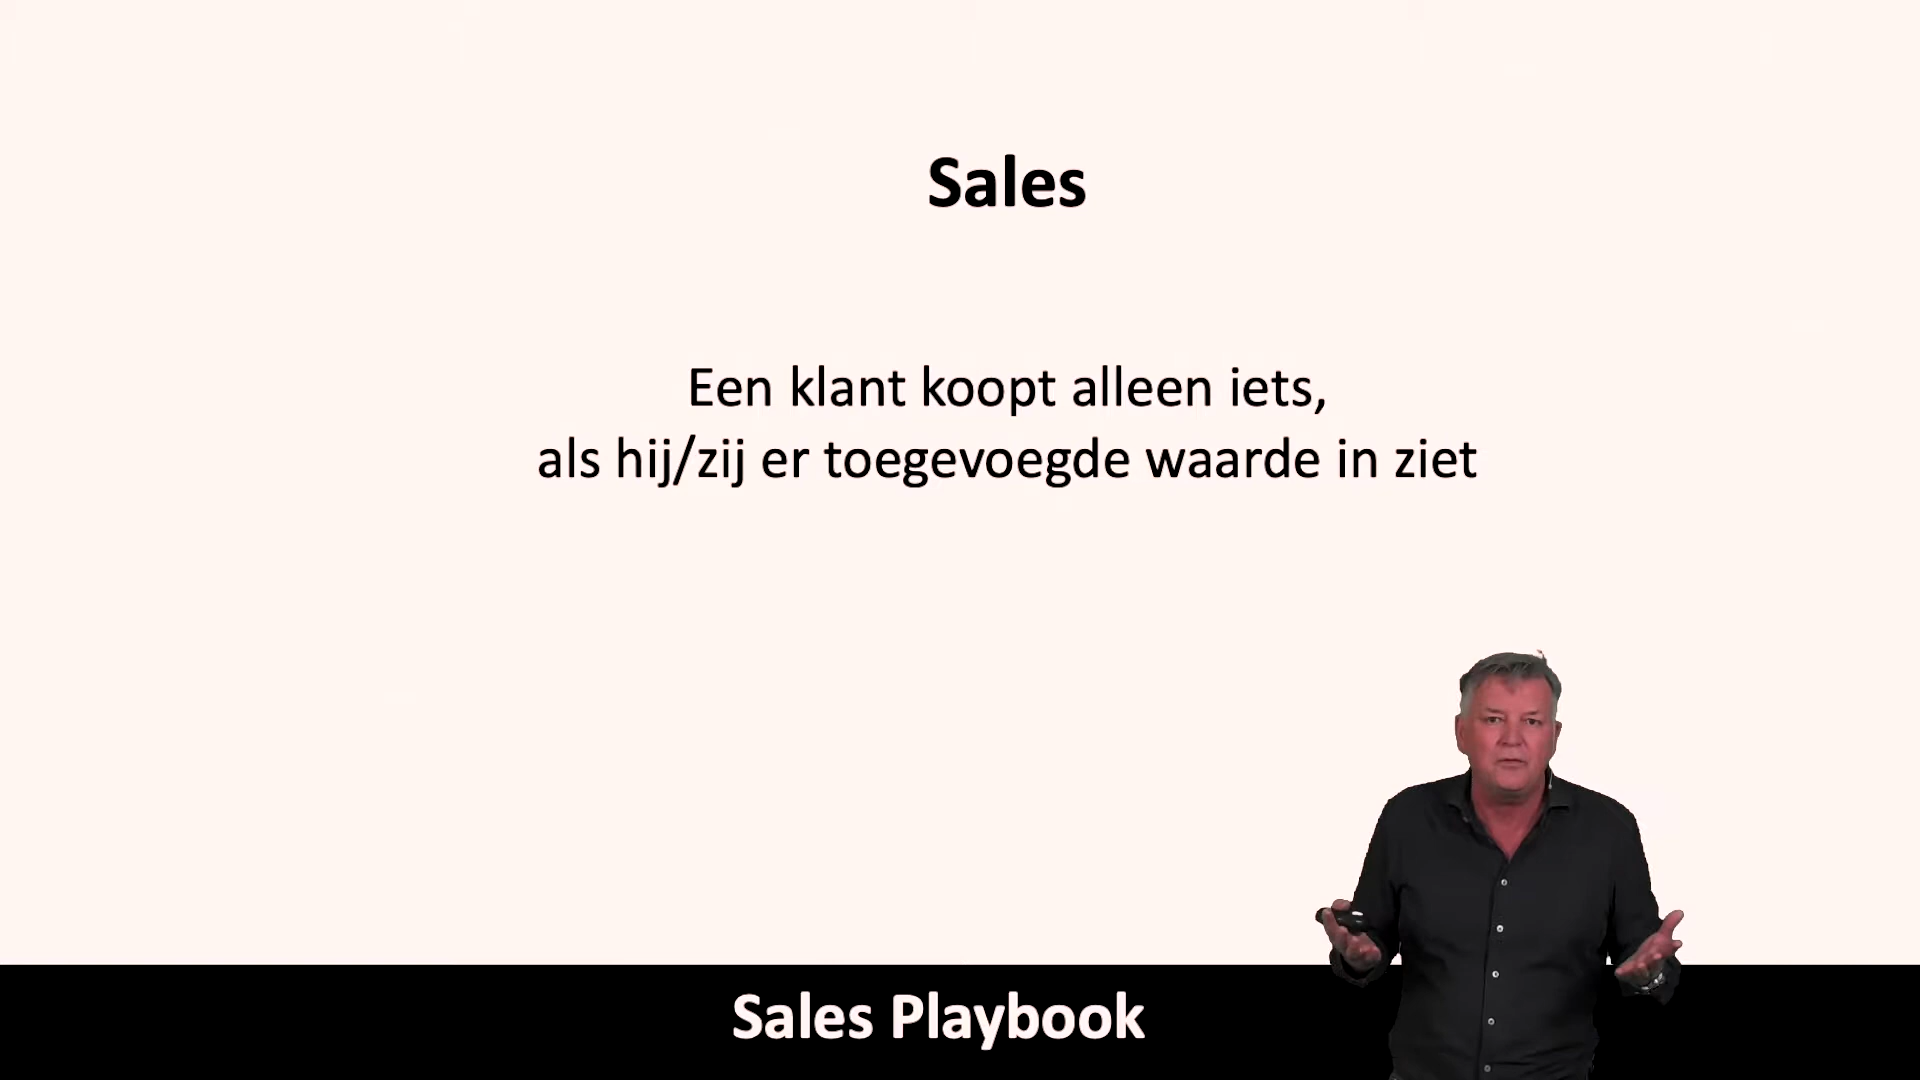 Sales
Een klant koopt alleen iets,
als hij/zij er toegevoegde waarde in ziet
Sales Playbook